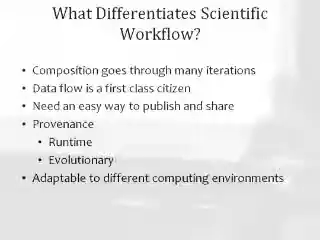 What Differentiates Scientific
Workflow?
• Composition goes through many iterations
• Data flow is a first class citizen
• Need an easy way to publish and share
• Provenance
• Runtime
• Evolutionary
• Adaptable to different computing environments